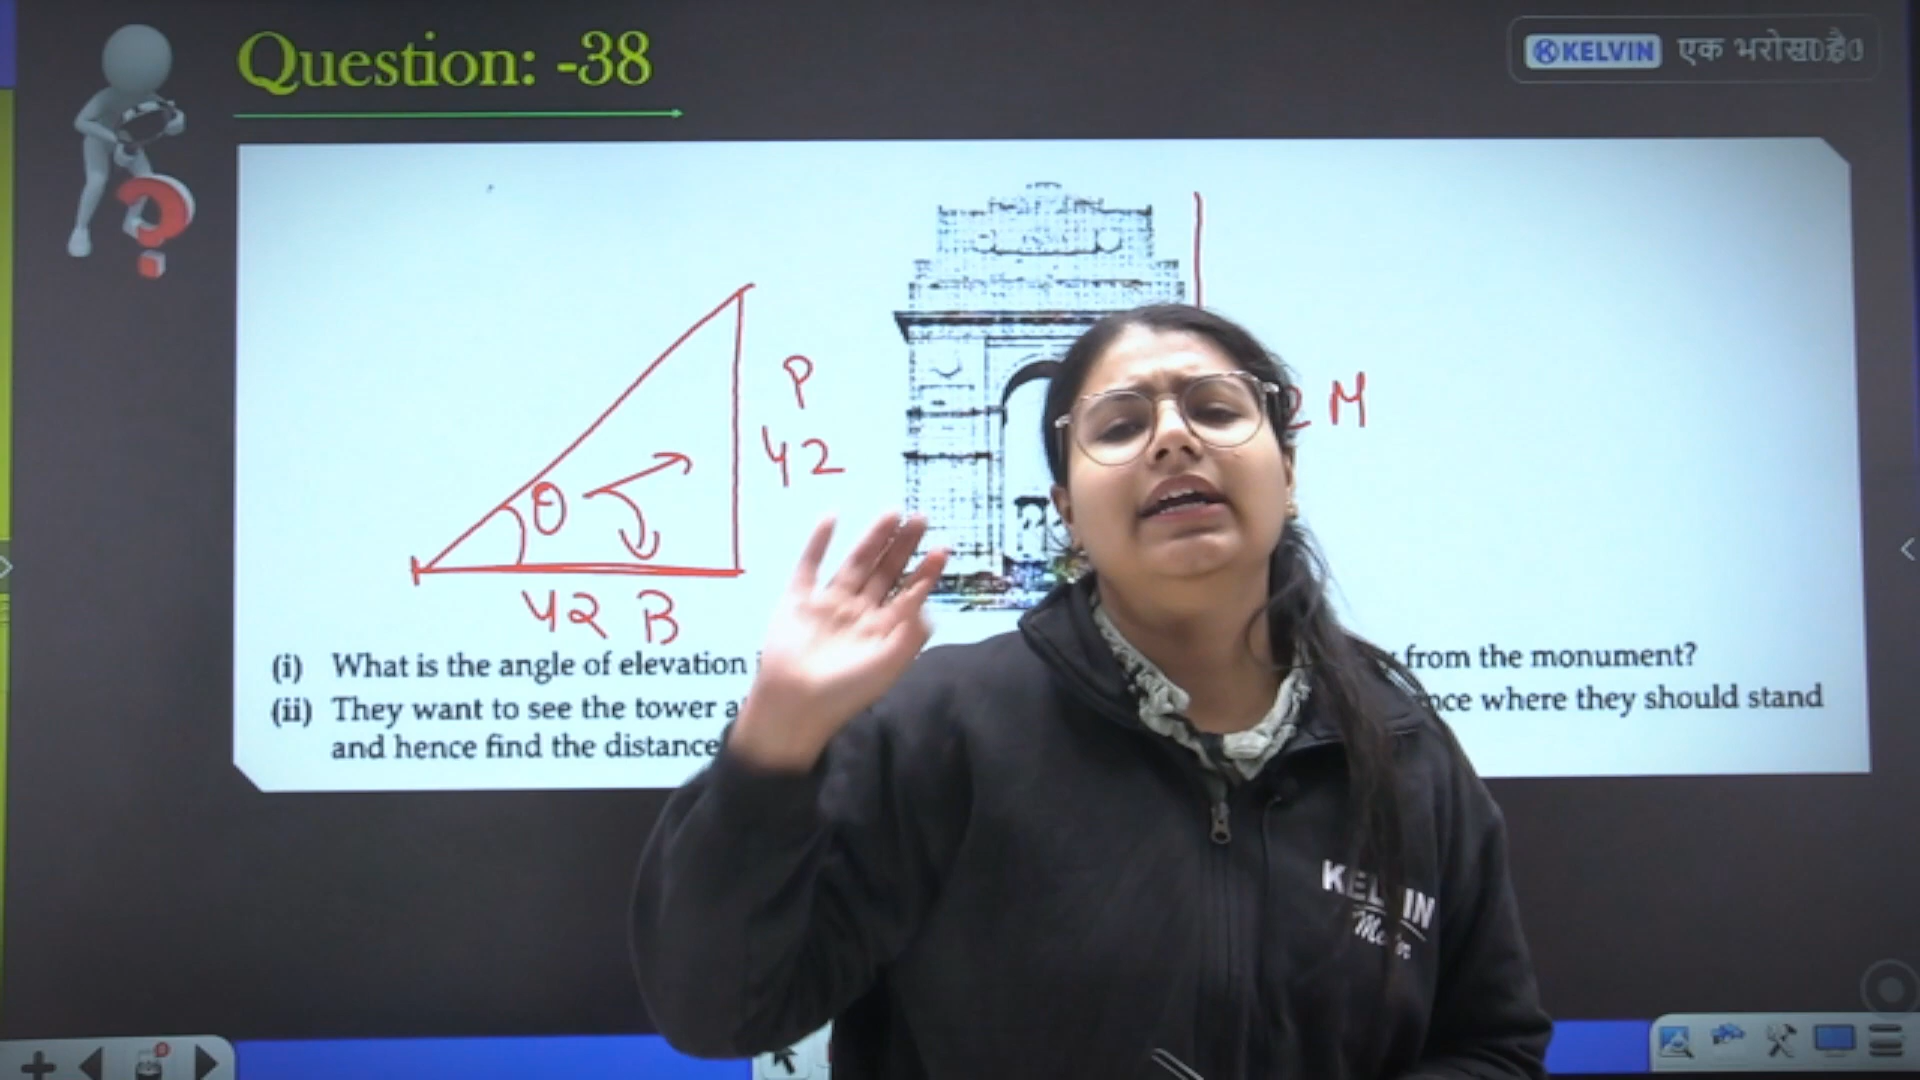 Question: -38
KELVIN एक भरोसा है
P
42
θ
2 M
42 B
(i) What is the angle of elevation from the monument?
(ii) They want to see the tower where they should stand
and hence find the distance
KELVIN